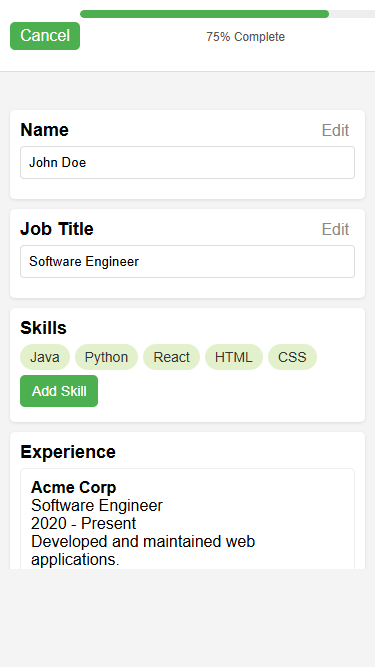 Cancel
75% Complete
Name Edit
John Doe
Job Title Edit
Software Engineer
Skills
Java Python React HTML CSS
Add Skill
Experience
Acme Corp
Software Engineer
2020 - Present
Developed and maintained web
applications.